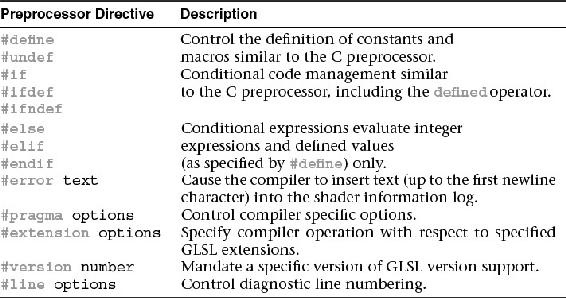 Preprocessor Directive Description
#define Control the definition of constants and
#undef macros similar to the C preprocessor.
#if Conditional code management similar
#ifdef to the C preprocessor, including the defined operator.
#ifndef
#else Conditional expressions evaluate integer
#elif expressions and defined values
#endif (as specified by #define) only.
#error text Cause the compiler to insert text (up to the first newline
character) into the shader information log.
#pragma options Control compiler specific options.
#extension options Specify compiler operation with respect to specified
GLSL extensions.
#version number Mandate a specific version of GLSL version support.
#line options Control diagnostic line numbering.